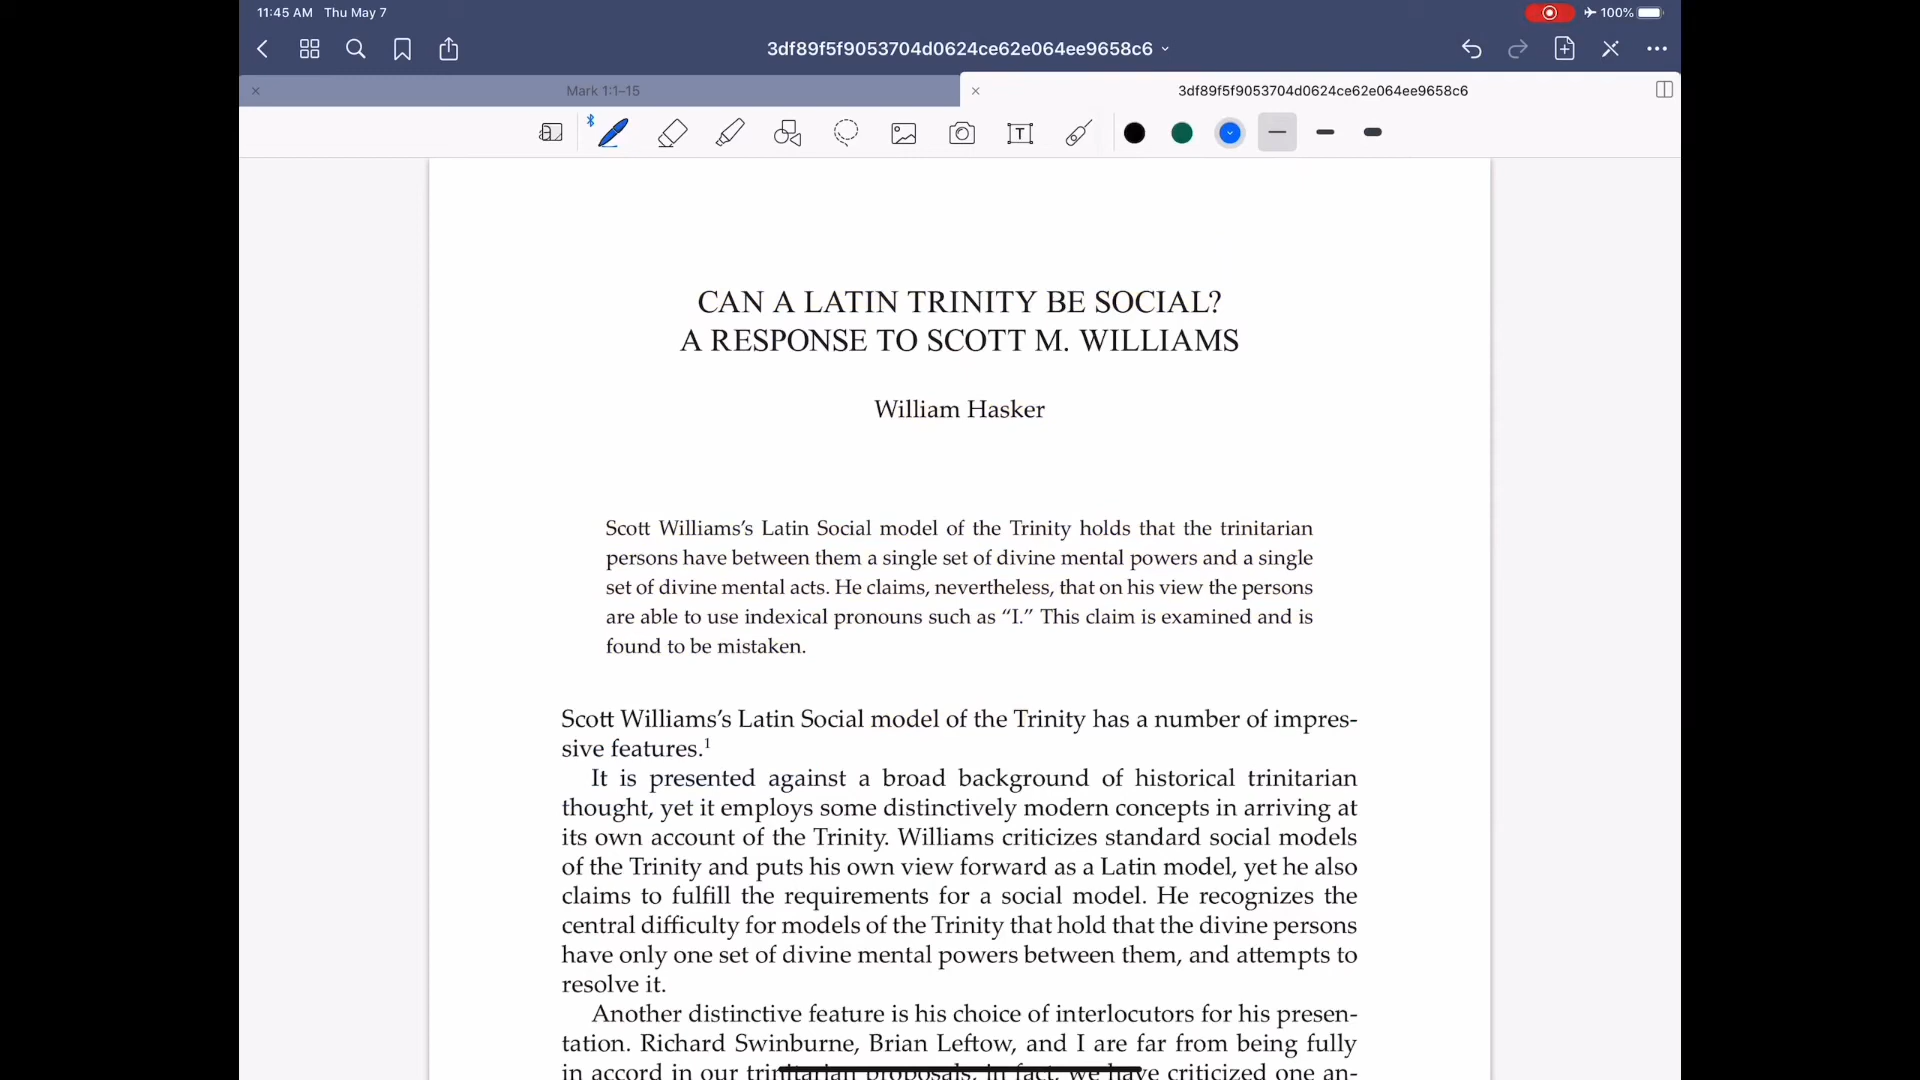 11:45 AM Thu May 7
100%
3df89f5f9053704d0624ce62e064ee9658c6
Mark 1:1–15
3df89f5f9053704d0624ce62e064ee9658c6
T
CAN A LATIN TRINITY BE SOCIAL?
A RESPONSE TO SCOTT M. WILLIAMS
William Hasker
Scott Williams’s Latin Social model of the Trinity holds that the trinitarian
persons have between them a single set of divine mental powers and a single
set of divine mental acts. He claims, nevertheless, that on his view the persons
are able to use indexical pronouns such as “I.” This claim is examined and is
found to be mistaken.
Scott Williams’s Latin Social model of the Trinity has a number of impres-
sive features.1
It is presented against a broad background of historical trinitarian
thought, yet it employs some distinctively modern concepts in arriving at
its own account of the Trinity. Williams criticizes standard social models
of the Trinity and puts his own view forward as a Latin model, yet he also
claims to fulfill the requirements for a social model. He recognizes the
central difficulty for models of the Trinity that hold that the divine persons
have only one set of divine mental powers between them, and attempts to
resolve it.
Another distinctive feature is his choice of interlocutors for his presen-
tation. Richard Swinburne, Brian Leftow, and I are far from being fully
in accord in our trinitarian proposals, in fact, we have criticized one an-